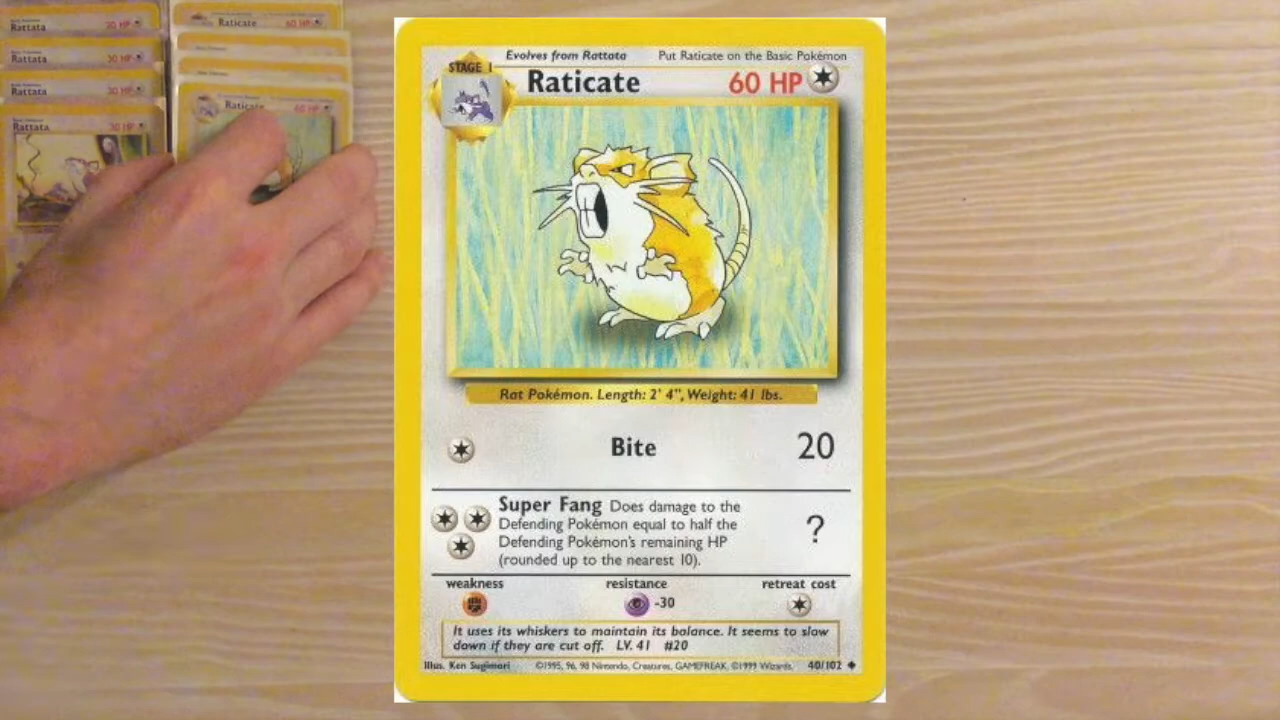 Rattata 30 HP
Rattata 30 HP
Rattata 30 HP
Rattata 30 HP
Raticate 60 HP
Raticate 60 HP
Evolves from Rattata Put Raticate on the Basic Pokémon
STAGE 1
Raticate 60 HP
Rat Pokémon. Length: 2' 4", Weight: 41 lbs.
Bite 20
Super Fang Does damage to the
Defending Pokémon equal to half the
Defending Pokémon's remaining HP
(rounded up to the nearest 10).
?
weakness resistance retreat cost
-30
It uses its whiskers to maintain its balance. It seems to slow
down if they are cut off. LV. 41 #20
Illus. Ken Sugimori ©1995, 96, 98 Nintendo, Creatures, GAMEFREAK. ©1999 Wizards. 40/102